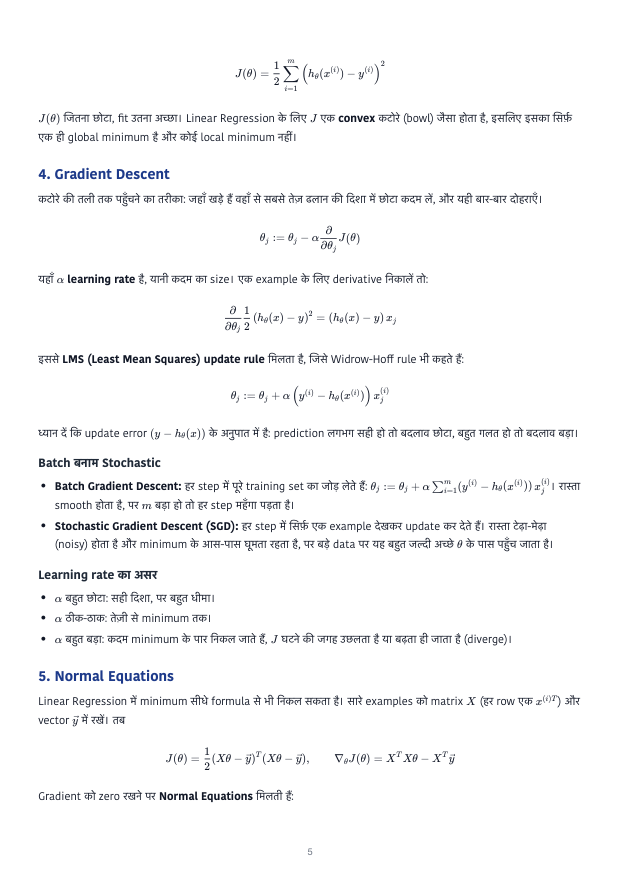 J(θ) = 1/2 ∑_{i=1}^{m} (h_θ(x^{(i)}) − y^{(i)})^2
J(θ) जितना छोटा, fit उतना अच्छा। Linear Regression के लिए J एक convex कटोरे (bowl) जैसा होता है, इसलिए इसका सिर्फ़
एक ही global minimum है और कोई local minimum नहीं।
4. Gradient Descent
कटोरे की तली तक पहुँचने का तरीका: जहाँ खड़े हैं वहाँ से सबसे तेज़ ढलान की दिशा में छोटा कदम लें, और यही बार-बार दोहराएँ।
θ_j := θ_j − α ∂/∂θ_j J(θ)
यहाँ α learning rate है, यानी कदम का size। एक example के लिए derivative निकालें तो:
∂/∂θ_j 1/2 (h_θ(x) − y)^2 = (h_θ(x) − y) x_j
इससे LMS (Least Mean Squares) update rule मिलता है, जिसे Widrow-Hoff rule भी कहते हैं:
θ_j := θ_j + α (y^{(i)} − h_θ(x^{(i)})) x_j^{(i)}
ध्यान दें कि update error (y − h_θ(x)) के अनुपात में है: prediction लगभग सही हो तो बदलाव छोटा, बहुत गलत हो तो बदलाव बड़ा।
Batch बनाम Stochastic
• Batch Gradient Descent: हर step में पूरे training set का जोड़ लेते हैं: θ_j := θ_j + α ∑_{i=1}^{m}(y^{(i)} − h_θ(x^{(i)})) x_j^{(i)}। रास्ता
smooth होता है, पर m बड़ा हो तो हर step महँगा पड़ता है।
• Stochastic Gradient Descent (SGD): हर step में सिर्फ़ एक example देखकर update कर देते हैं। रास्ता टेढ़ा-मेढ़ा
(noisy) होता है और minimum के आस-पास घूमता रहता है, पर बड़े data पर यह बहुत जल्दी अच्छे θ के पास पहुँच जाता है।
Learning rate का असर
• α बहुत छोटा: सही दिशा, पर बहुत धीमा।
• α ठीक-ठाक: तेज़ी से minimum तक।
• α बहुत बड़ा: कदम minimum के पार निकल जाते हैं, J घटने की जगह उछलता है या बढ़ता ही जाता है (diverge)।
5. Normal Equations
Linear Regression में minimum सीधे formula से भी निकल सकता है। सारे examples को matrix X (हर row एक x^{(i)T}) और
vector \vec{y} में रखें। तब
J(θ) = 1/2 (Xθ − \vec{y})^T (Xθ − \vec{y}), ∇_θ J(θ) = X^T Xθ − X^T \vec{y}
Gradient को zero रखने पर Normal Equations मिलती हैं:
5